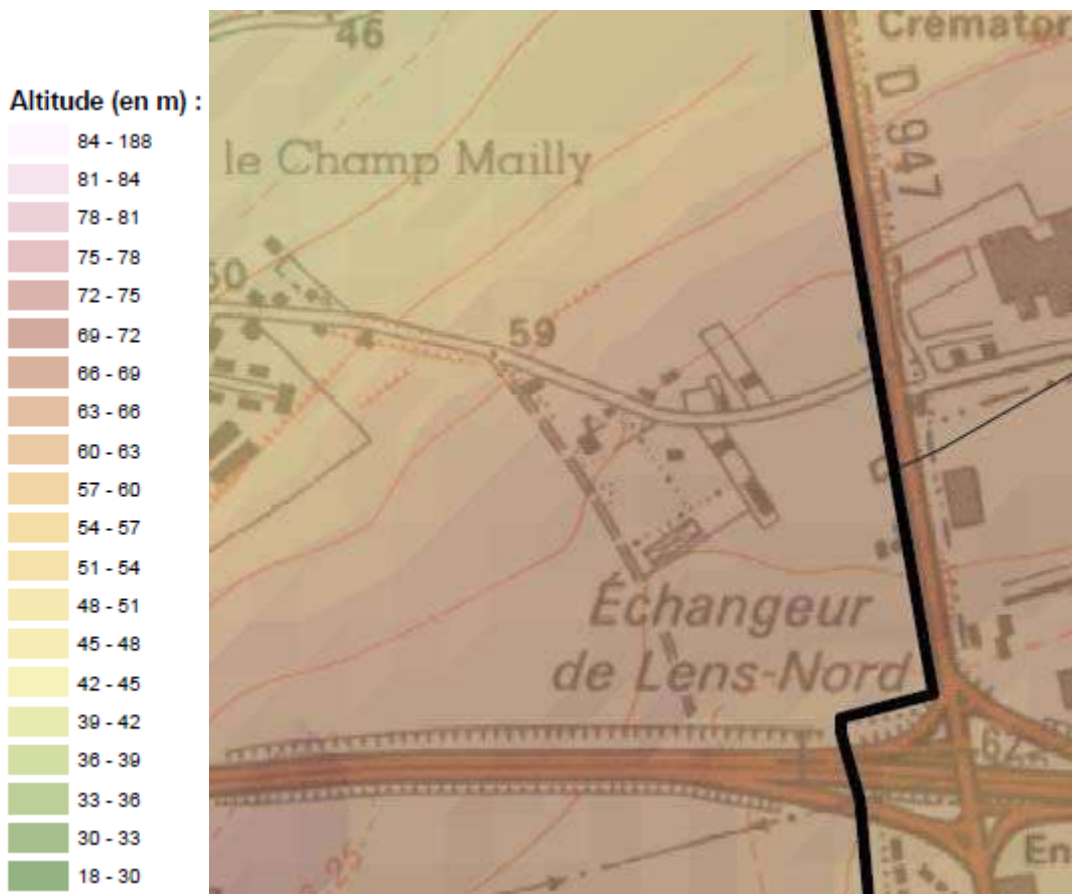 Altitude (en m) :
84 - 188
81 - 84
78 - 81
75 - 78
72 - 75
69 - 72
66 - 69
63 - 66
60 - 63
57 - 60
54 - 57
51 - 54
48 - 51
45 - 48
42 - 45
39 - 42
36 - 39
33 - 36
30 - 33
18 - 30
46
Crémator
D 947
le Champ Mailly
50
59
Échangeur
de Lens-Nord
62
25
En